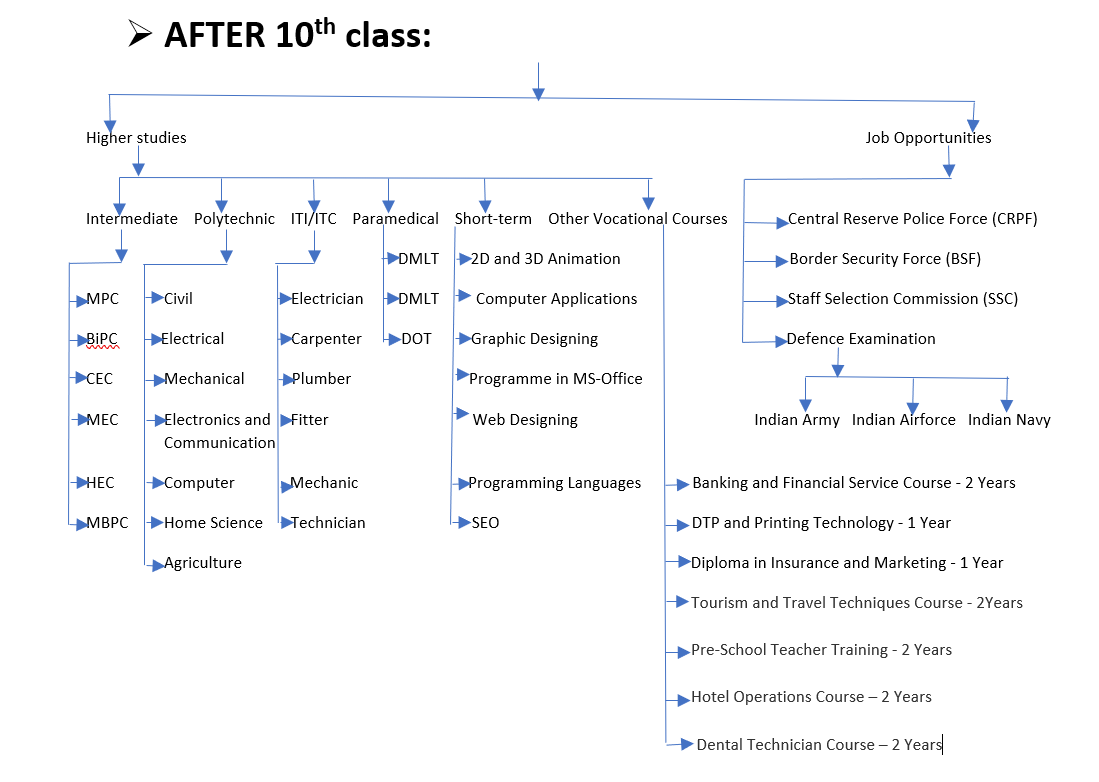 ➢ AFTER 10th class:
Higher studies
Job Opportunities
Intermediate Polytechnic ITI/ITC Paramedical Short-term Other Vocational Courses
MPC
BiPC
CEC
MEC
HEC
MBPC
Civil
Electrical
Mechanical
Electronics and
Communication
Computer
Home Science
Agriculture
Electrician
Carpenter
Plumber
Fitter
Mechanic
Technician
DMLT
DMLT
DOT
2D and 3D Animation
Computer Applications
Graphic Designing
Programme in MS-Office
Web Designing
Programming Languages
SEO
Banking and Financial Service Course - 2 Years
DTP and Printing Technology - 1 Year
Diploma in Insurance and Marketing - 1 Year
Tourism and Travel Techniques Course - 2Years
Pre-School Teacher Training - 2 Years
Hotel Operations Course – 2 Years
Dental Technician Course – 2 Years
Central Reserve Police Force (CRPF)
Border Security Force (BSF)
Staff Selection Commission (SSC)
Defence Examination
Indian Army Indian Airforce Indian Navy